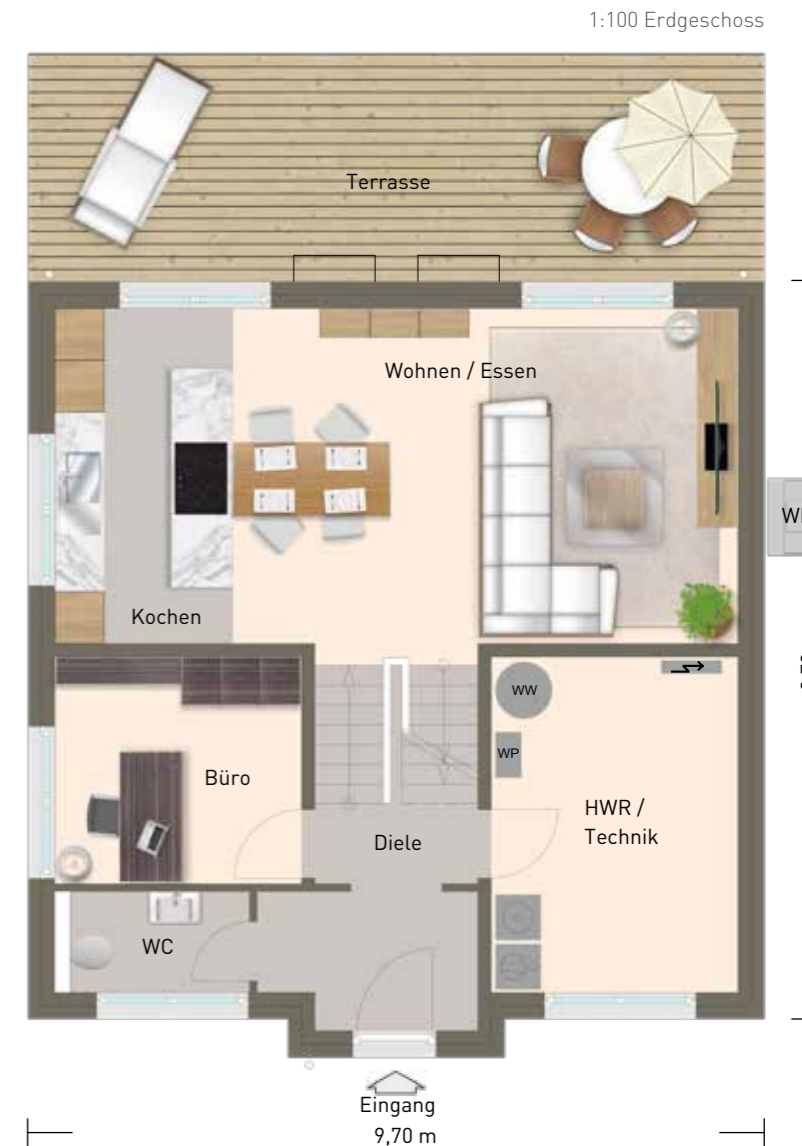 1:100 Erdgeschoss
Terrasse
Wohnen / Essen
Kochen
WW
WP
Büro
HWR /
Technik
Diele
WC
Eingang
9,70 m